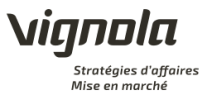 vignola
Stratégies d'affaires
Mise en marché